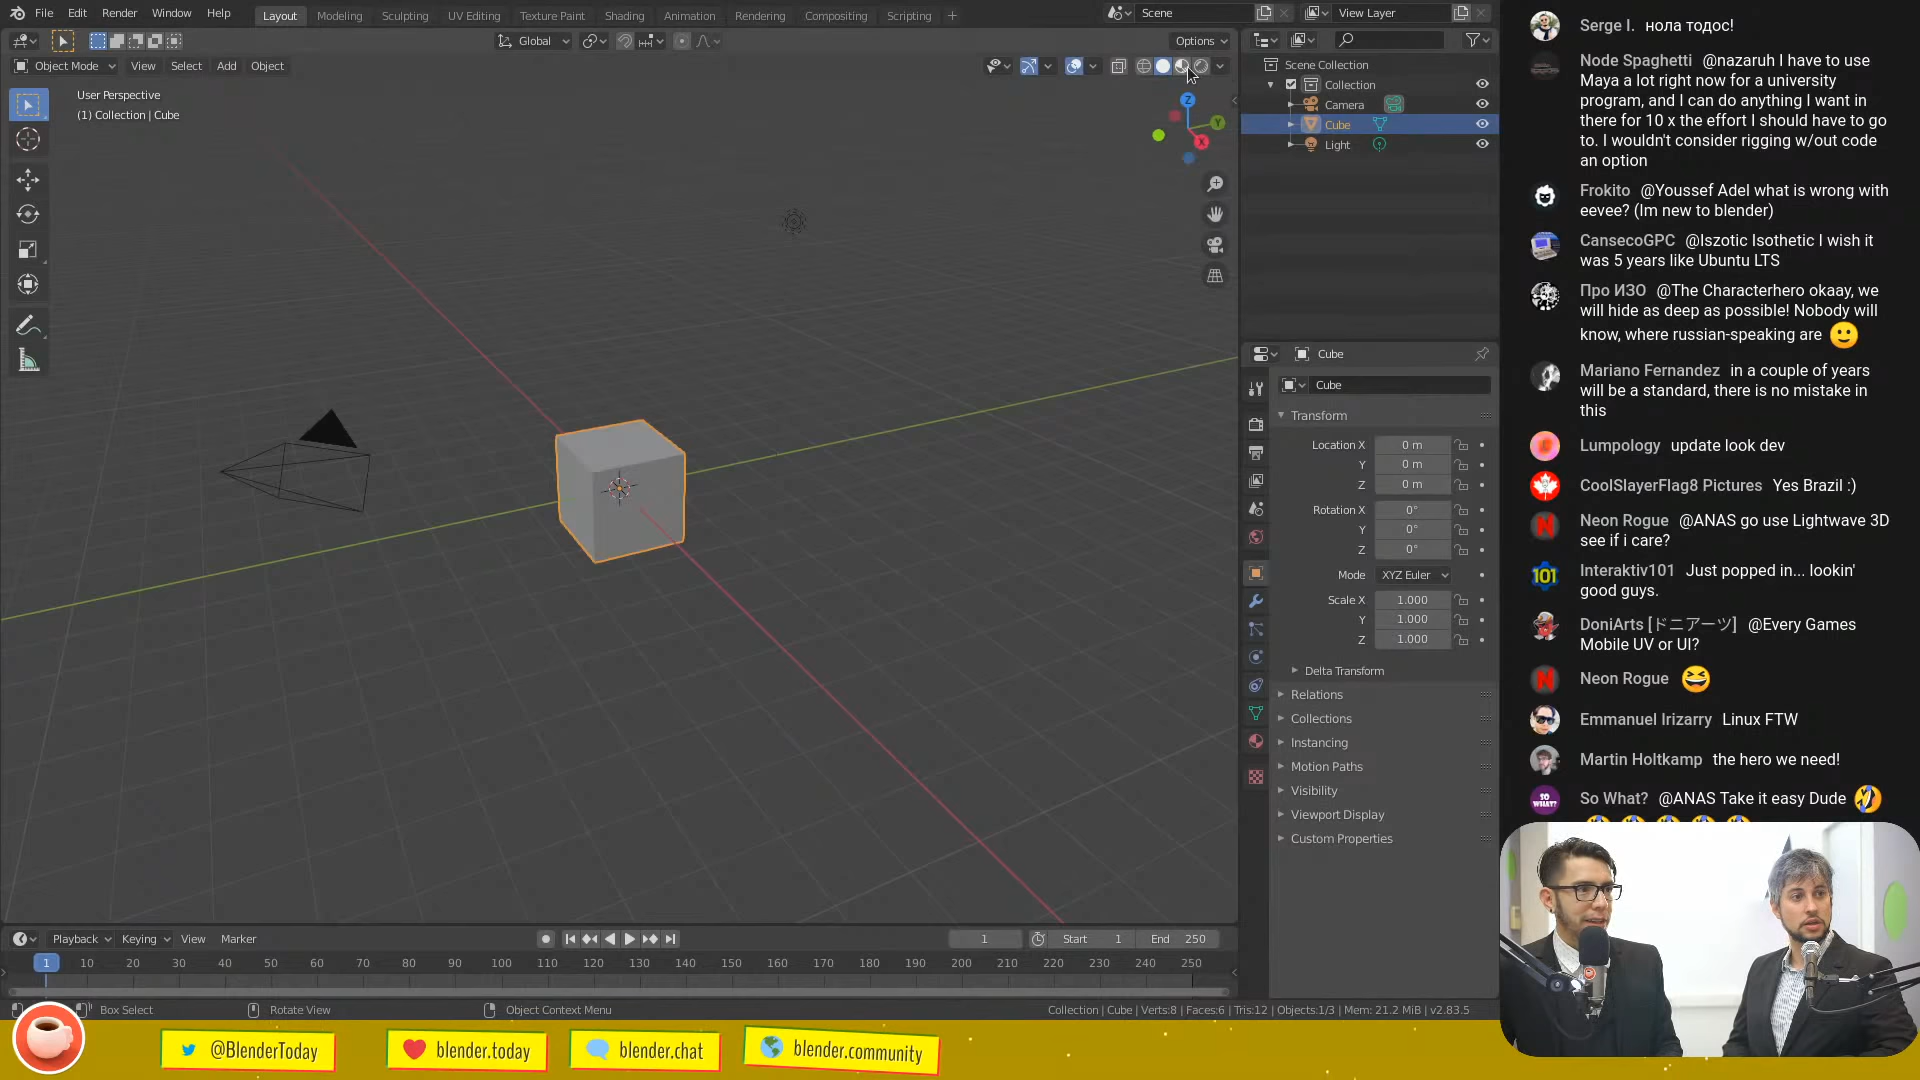 File Edit Render Window Help Layout Modeling Sculpting UV Editing Texture Paint Shading Animation Rendering Compositing Scripting + Scene View Layer
Global Options
Object Mode View Select Add Object
User Perspective
(1) Collection | Cube
Z
Y
X
Scene Collection
Collection
Camera
Cube
Light
Cube
Cube
Transform
Location X 0 m
Y 0 m
Z 0 m
Rotation X 0°
Y 0°
Z 0°
Mode XYZ Euler
Scale X 1.000
Y 1.000
Z 1.000
Delta Transform
Relations
Collections
Instancing
Motion Paths
Visibility
Viewport Display
Custom Properties
Playback Keying View Marker 1 Start 1 End 250
1 10 20 30 40 50 60 70 80 90 100 110 120 130 140 150 160 170 180 190 200 210 220 230 240 250
Box Select Rotate View Object Context Menu Collection | Cube | Verts:8 | Faces:6 | Tris:12 | Objects:1/3 | Mem: 21.2 MiB | v2.83.5
@BlenderToday blender.today blender.chat blender.community
Serge I. нола тодос!
Node Spaghetti @nazaruh I have to use
Maya a lot right now for a university
program, and I can do anything I want in
there for 10 x the effort I should have to go
to. I wouldn't consider rigging w/out code
an option
Frokito @Youssef Adel what is wrong with
eevee? (Im new to blender)
CansecoGPC @Iszotic Isothetic I wish it
was 5 years like Ubuntu LTS
Про ИЗО @The Characterhero okaay, we
will hide as deep as possible! Nobody will
know, where russian-speaking are 🙂
Mariano Fernandez in a couple of years
will be a standard, there is no mistake in
this
Lumpology update look dev
CoolSlayerFlag8 Pictures Yes Brazil :)
N Neon Rogue @ANAS go use Lightwave 3D
see if i care?
101 Interaktiv101 Just popped in... lookin'
good guys.
DoniArts [ドニアーツ] @Every Games
Mobile UV or UI?
N Neon Rogue 😆
Emmanuel Irizarry Linux FTW
Martin Holtkamp the hero we need!
SO WHAT? So What? @ANAS Take it easy Dude 🤣